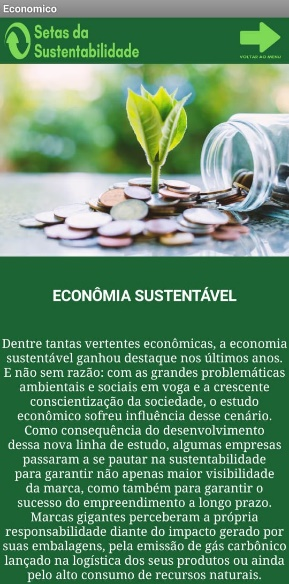 Economico
Setas da
Sustentabilidade
VOLTAR AO MENU
ECONÔMIA SUSTENTÁVEL
Dentre tantas vertentes econômicas, a economia
sustentável ganhou destaque nos últimos anos.
E não sem razão: com as grandes problemáticas
ambientais e sociais em voga e a crescente
conscientização da sociedade, o estudo
econômico sofreu influência desse cenário.
Como consequência do desenvolvimento
dessa nova linha de estudo, algumas empresas
passaram a se pautar na sustentabilidade
para garantir não apenas maior visibilidade
da marca, como também para garantir o
sucesso do empreendimento a longo prazo.
Marcas gigantes perceberam a própria
responsabilidade diante do impacto gerado por
suas embalagens, pela emissão de gás carbônico
lançado na logística dos seus produtos ou ainda
pelo alto consumo de recursos naturais.